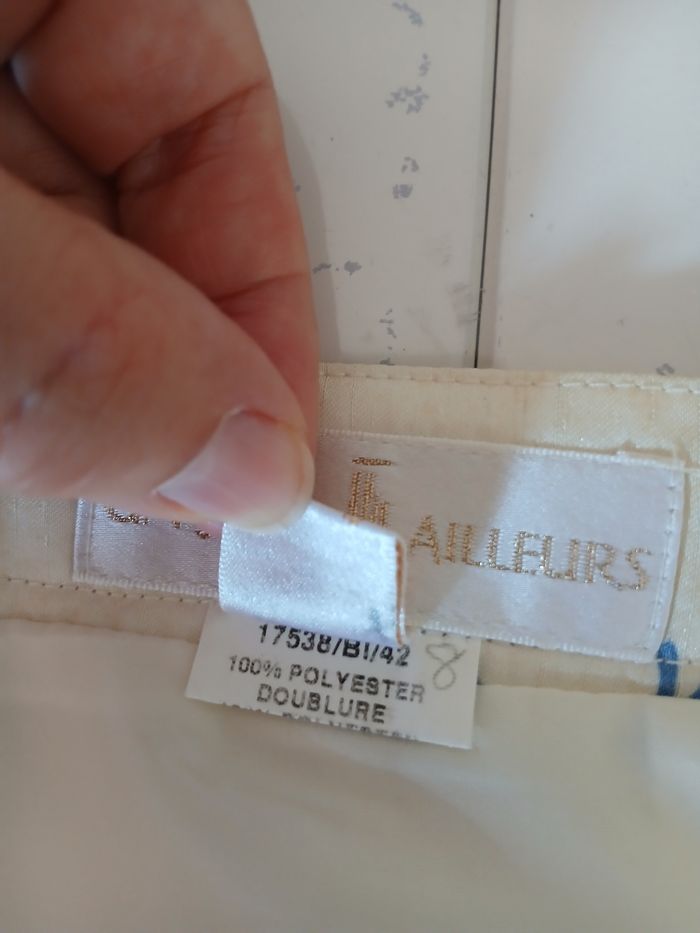 AILLEURS
17538/BI/42 8
100% POLYESTER
DOUBLURE